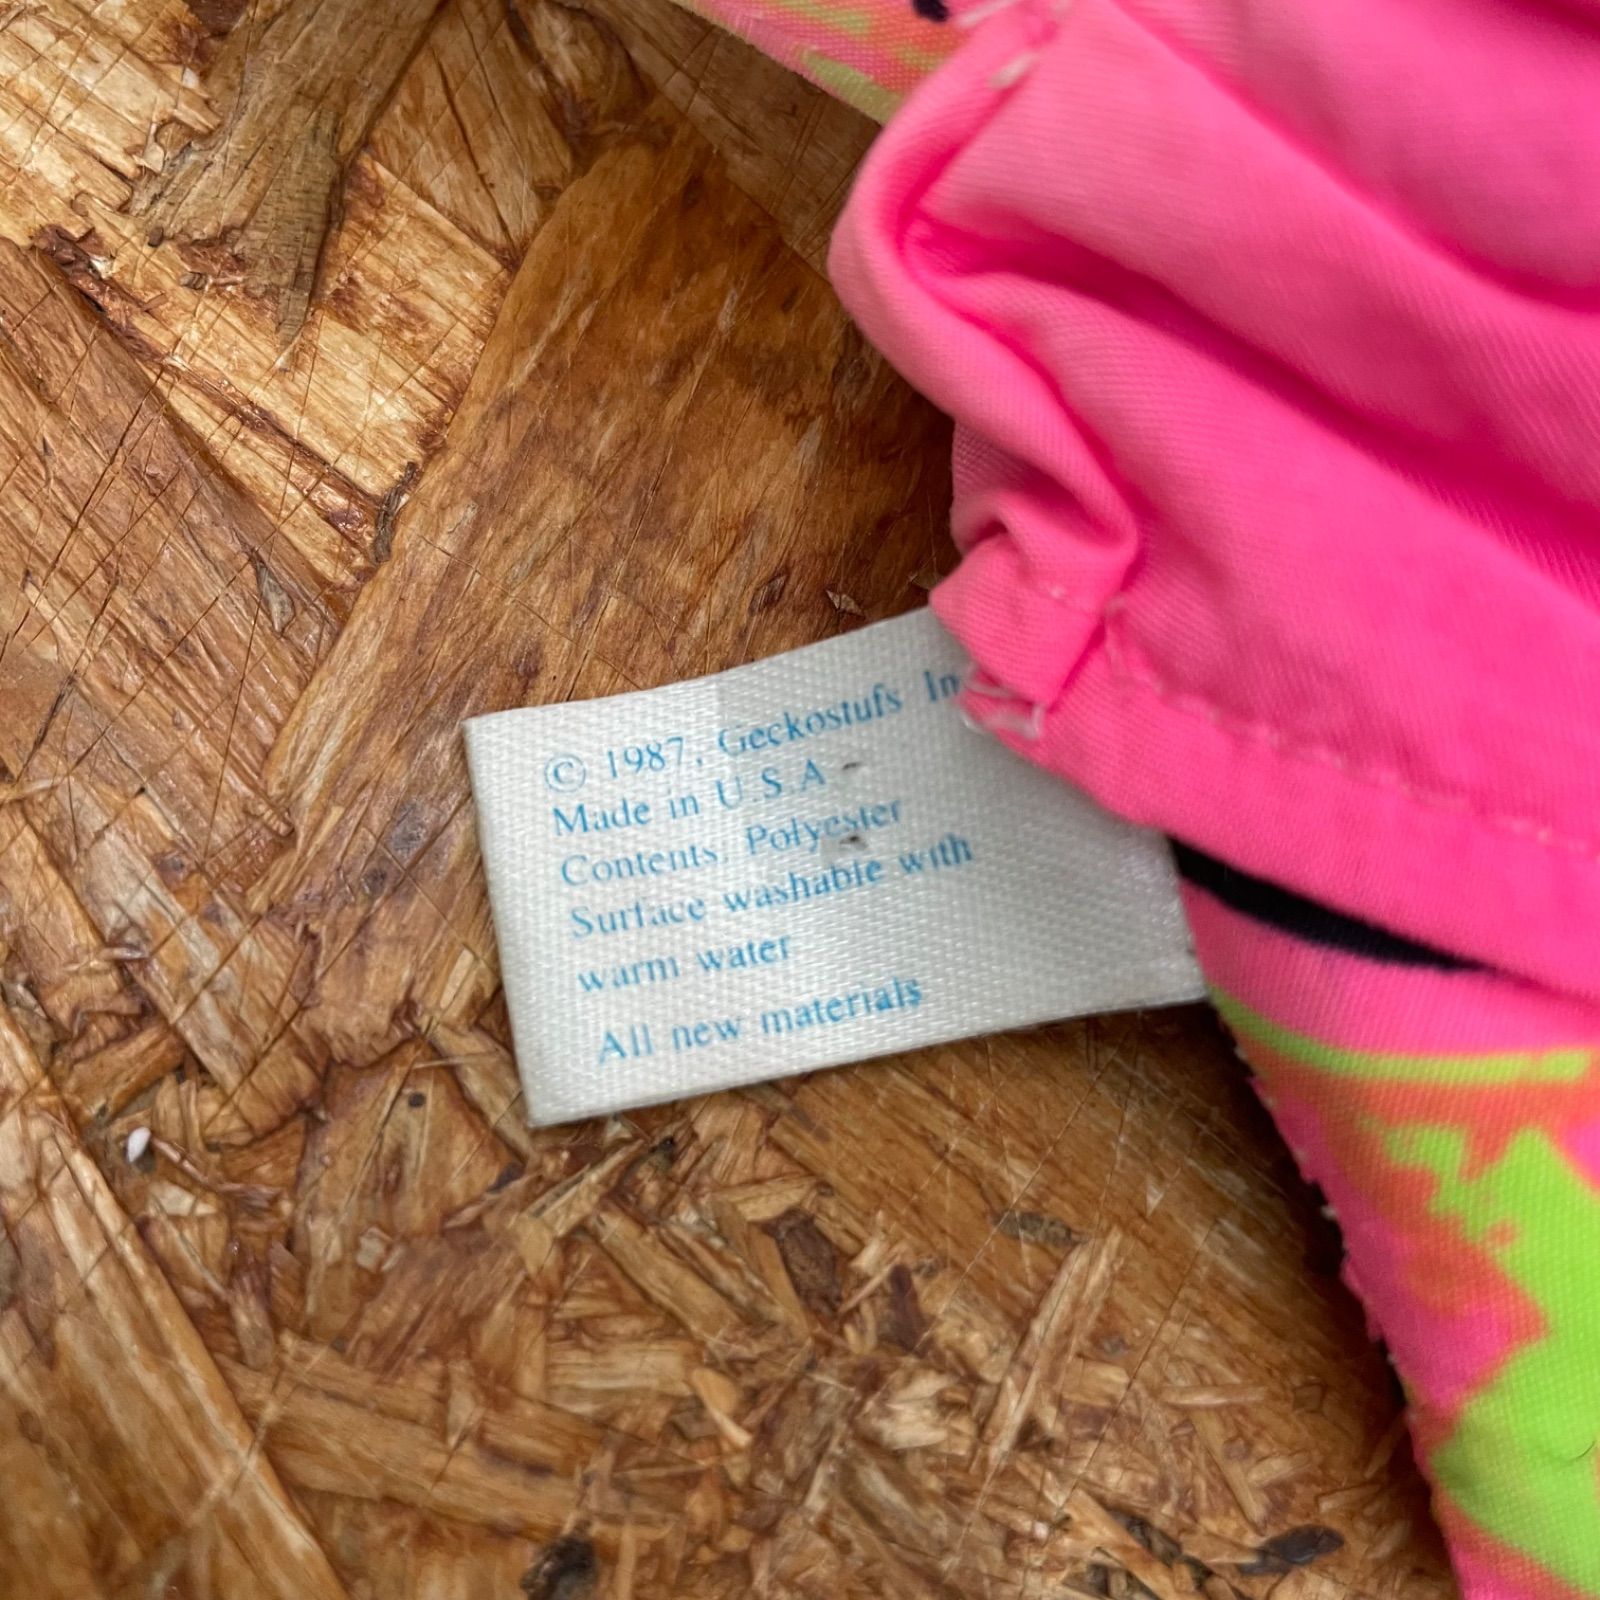 © 1987, Geckostufs In
Made in U.S.A
Contents. Polyester
Surface washable with
warm water
All new materials